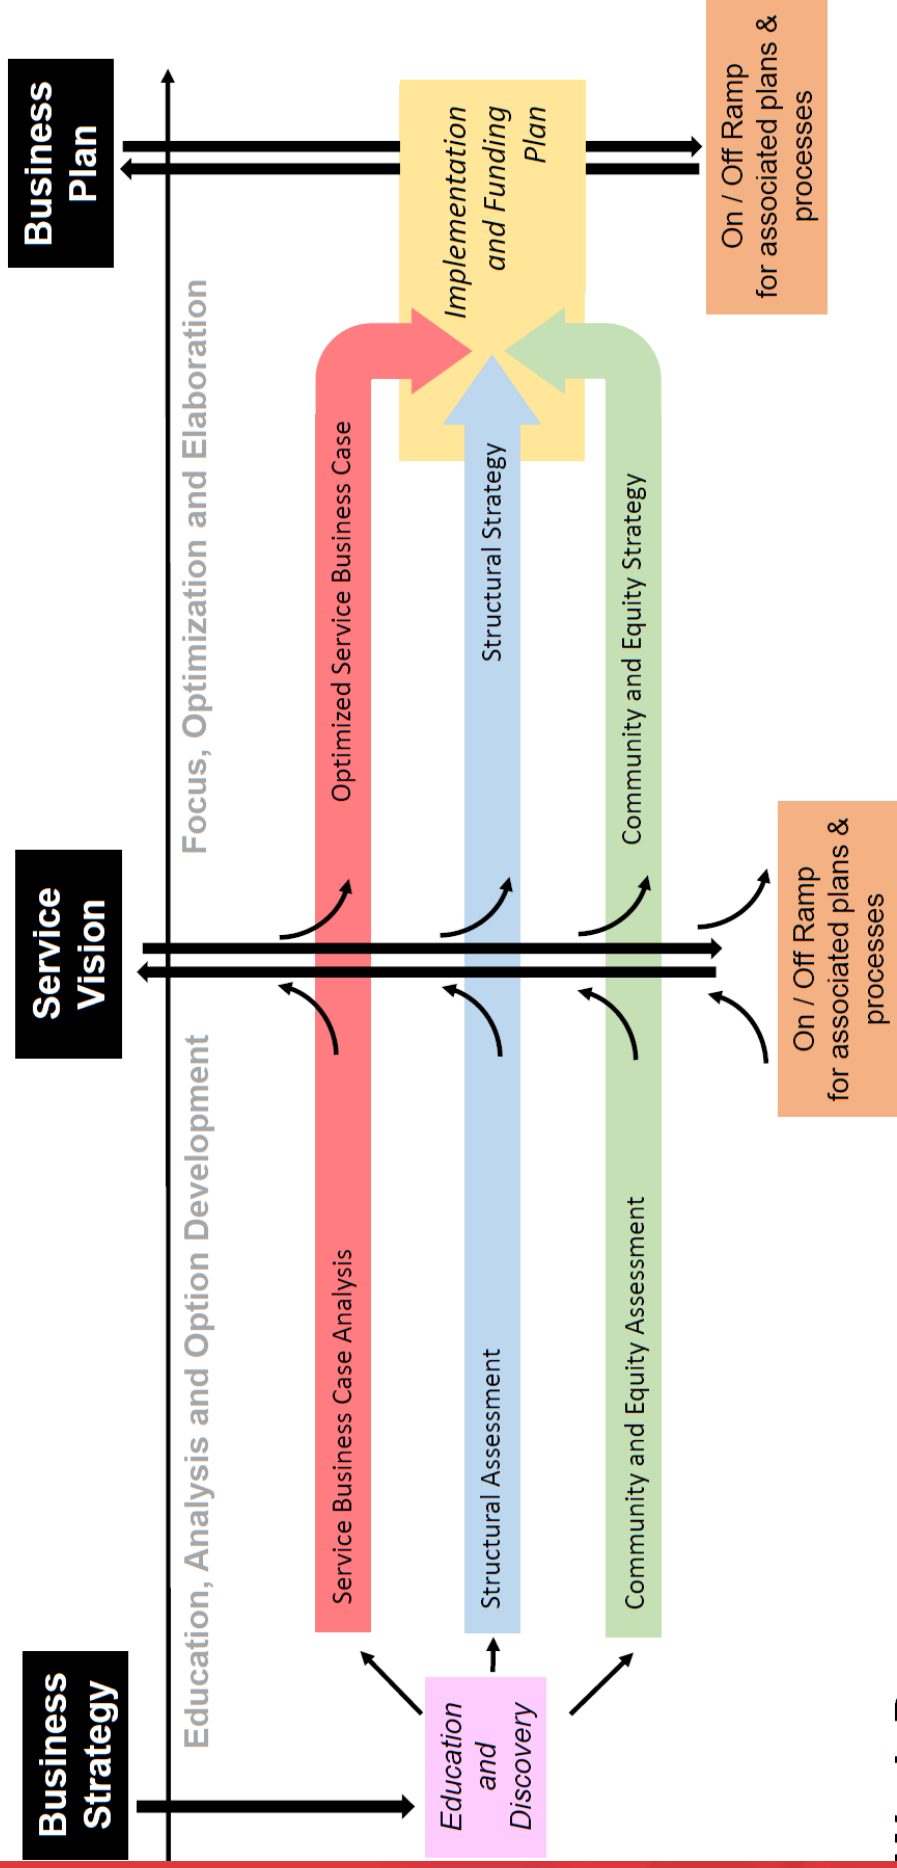 Business
Strategy
Service
Vision
Business
Plan
Education, Analysis and Option Development
Focus, Optimization and Elaboration
Education
and
Discovery
Service Business Case Analysis
Optimized Service Business Case
Structural Assessment
Structural Strategy
Community and Equity Assessment
Community and Equity Strategy
Implementation
and Funding
Plan
On / Off Ramp
for associated plans &
processes
On / Off Ramp
for associated plans &
processes